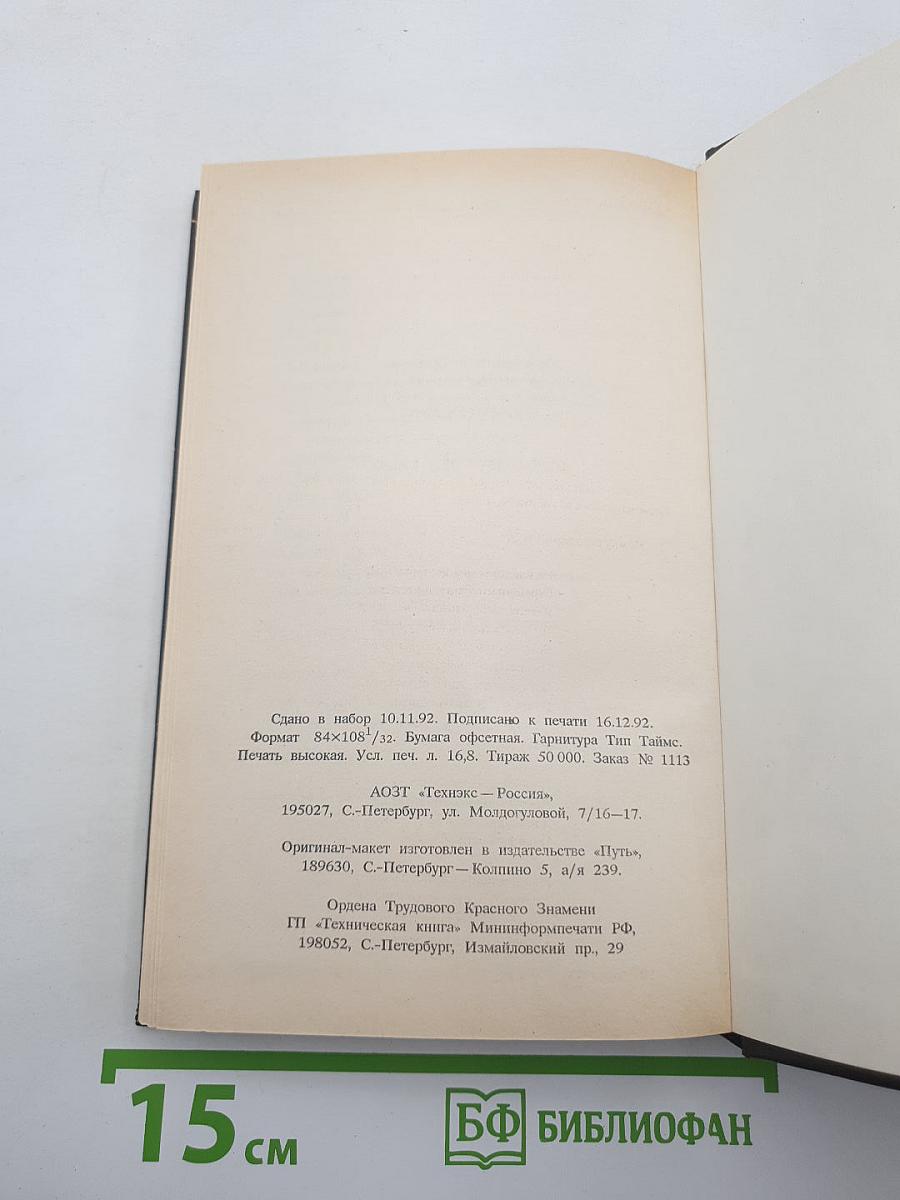 Сдано в набор 10.11.92. Подписано к печати 16.12.92.
Формат 84×108¹/₃₂. Бумага офсетная. Гарнитура Тип Таймс.
Печать высокая. Усл. печ. л. 16,8. Тираж 50 000. Заказ № 1113
АОЗТ «Технэкс — Россия»,
195027, С.-Петербург, ул. Молдогуловой, 7/16—17.
Оригинал-макет изготовлен в издательстве «Путь»,
189630, С.-Петербург — Колпино 5, а/я 239.
Ордена Трудового Красного Знамени
ГП «Техническая книга» Мининформпечати РФ,
198052, С.-Петербург, Измайловский пр., 29
15 см
БФ БИБЛИОФАН